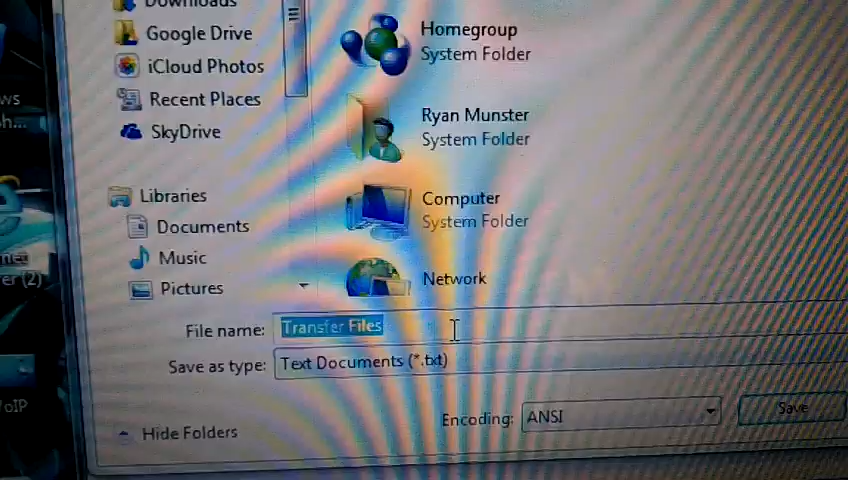 Downloads
Google Drive
iCloud Photos
Recent Places
SkyDrive
Libraries
Documents
Music
Pictures
Homegroup
System Folder
Ryan Munster
System Folder
Computer
System Folder
Network
File name: Transfer Files
Save as type: Text Documents (*.txt)
Hide Folders
Encoding: ANSI
Save